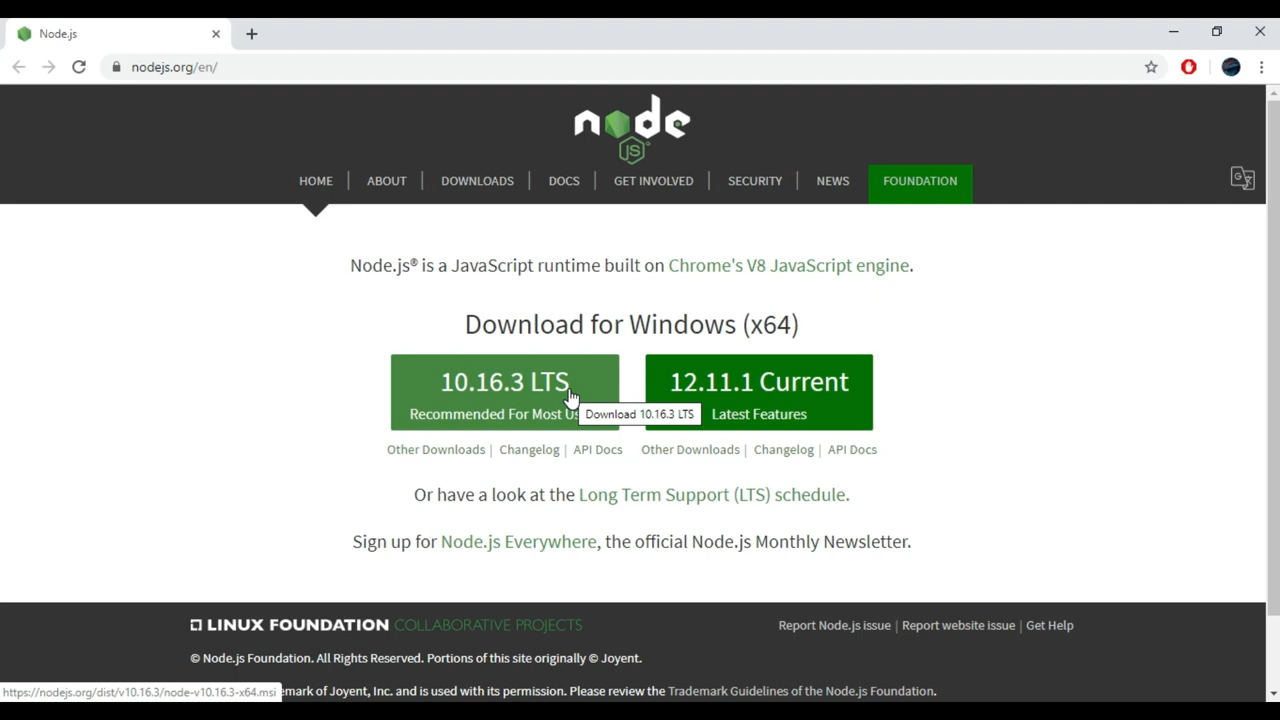 Node.js
nodejs.org/en/
node
JS
HOME | ABOUT | DOWNLOADS | DOCS | GET INVOLVED | SECURITY | NEWS FOUNDATION
Node.js® is a JavaScript runtime built on Chrome's V8 JavaScript engine.
Download for Windows (x64)
10.16.3 LTS
Recommended For Most
Download 10.16.3 LTS
12.11.1 Current
Latest Features
Other Downloads | Changelog | API Docs
Other Downloads | Changelog | API Docs
Or have a look at the Long Term Support (LTS) schedule.
Sign up for Node.js Everywhere, the official Node.js Monthly Newsletter.
LINUX FOUNDATION COLLABORATIVE PROJECTS
Report Node.js issue | Report website issue | Get Help
© Node.js Foundation. All Rights Reserved. Portions of this site originally © Joyent.
https://nodejs.org/dist/v10.16.3/node-v10.16.3-x64.msi
of Joyent, Inc. and is used with its permission. Please review the Trademark Guidelines of the Node.js Foundation.